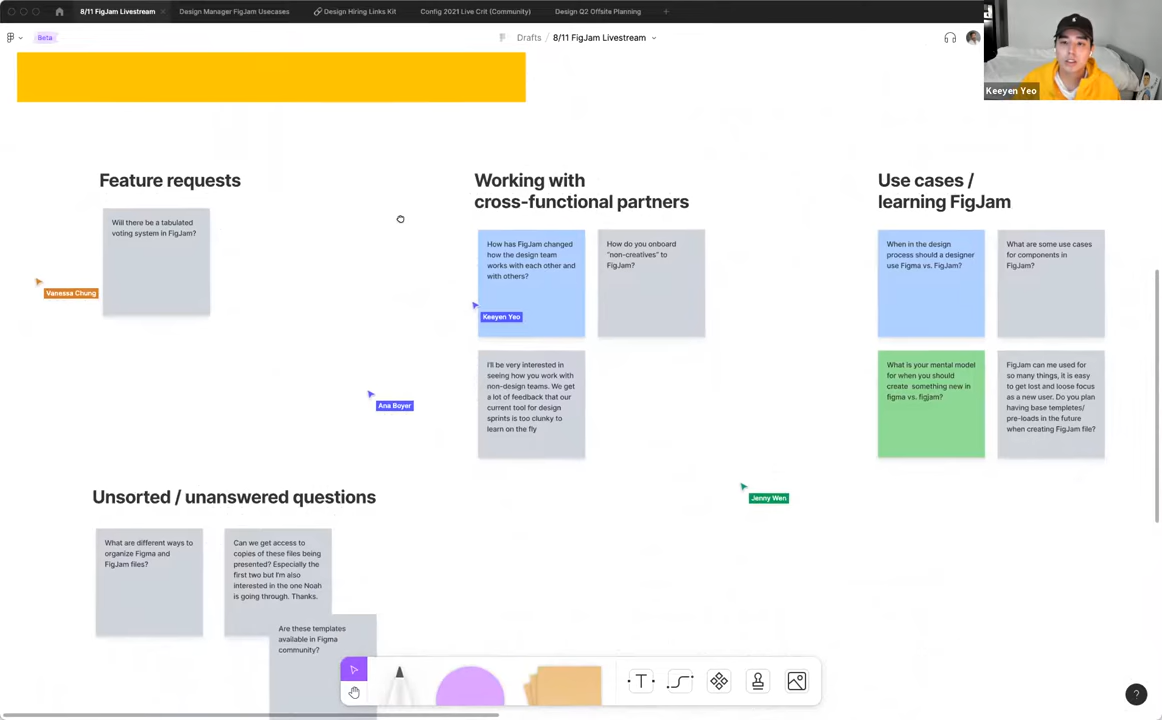 8/11 FigJam Livestream
Design Manager FigJam Usecases
Design Hiring Links Kit
Config 2021 Live Crit (Community)
Design Q2 Offsite Planning
Beta
Drafts / 8/11 FigJam Livestream
Keeyen Yeo
Feature requests
Will there be a tabulated
voting system in FigJam?
Vanessa Chung
Ana Boyer
Working with
cross-functional partners
How has FigJam changed
how the design team
works with each other and
with others?
Keeyen Yeo
How do you onboard
"non-creatives" to
FigJam?
I'll be very interested in
seeing how you work with
non-design teams. We get
a lot of feedback that our
current tool for design
sprints is too clunky to
learn on the fly
Jenny Wen
Use cases /
learning FigJam
When in the design
process should a designer
use Figma vs. FigJam?
What are some use cases
for components in
FigJam?
What is your mental model
for when you should
create something new in
figma vs. figjam?
FigJam can me used for
so many things, it is easy
to get lost and loose focus
as a new user. Do you plan
having base templetes/
pre-loads in the future
when creating FigJam file?
Unsorted / unanswered questions
What are different ways to
organize Figma and
FigJam files?
Can we get access to
copies of these files being
presented? Especially the
first two but I'm also
interested in the one Noah
is going through. Thanks.
Are these templates
available in Figma
community?
T
?